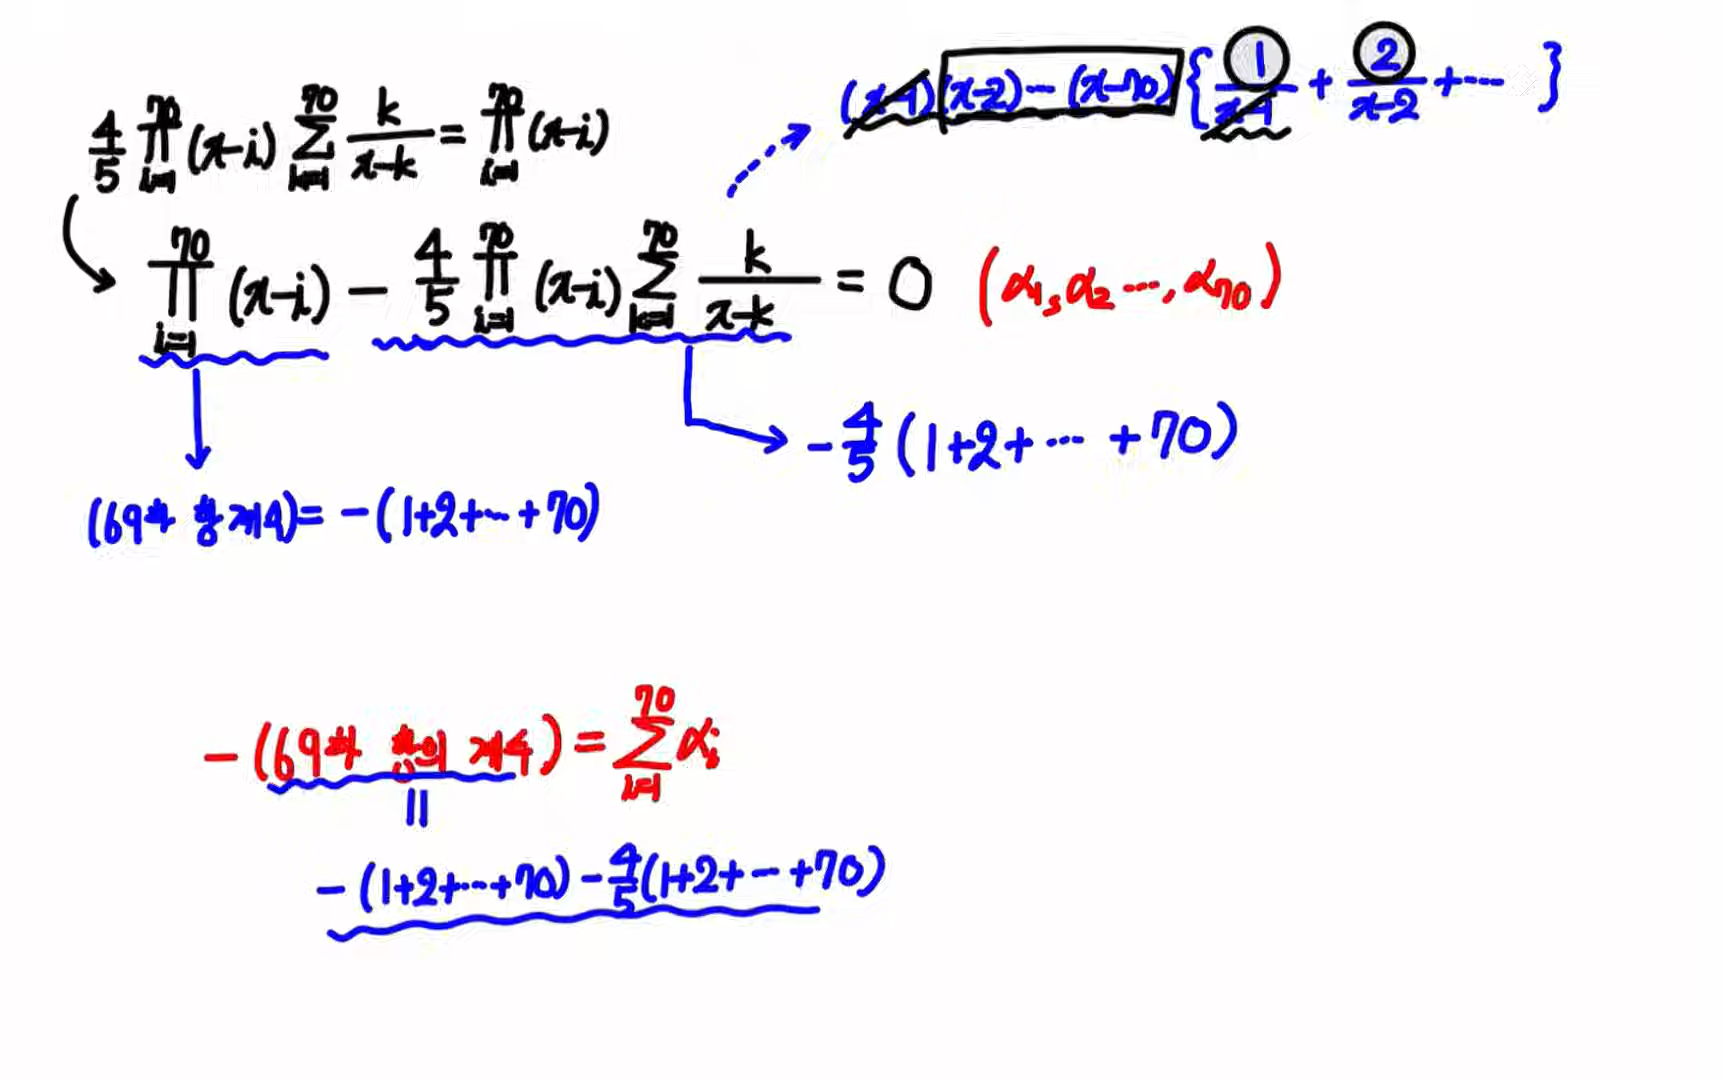 (x-1)(x-2)⋯(x-70){1/(x-1) + 2/(x-2) +⋯ }
4/5 ∏_{i=1}^{70} (x-i) ∑_{k=1}^{70} k/(x-k) = ∏_{i=1}^{70} (x-i)
∏_{i=1}^{70} (x-i) - 4/5 ∏_{i=1}^{70} (x-i) ∑_{k=1}^{70} k/(x-k) = 0 (α₁, α₂ ⋯, α₇₀)
-4/5 (1+2+ ⋯ +70)
(69차 항 계수) = -(1+2+⋯+70)
-(69차 항의 계수) = ∑_{i=1}^{70} αᵢ
||
-(1+2+⋯+70) - 4/5(1+2+⋯+70)